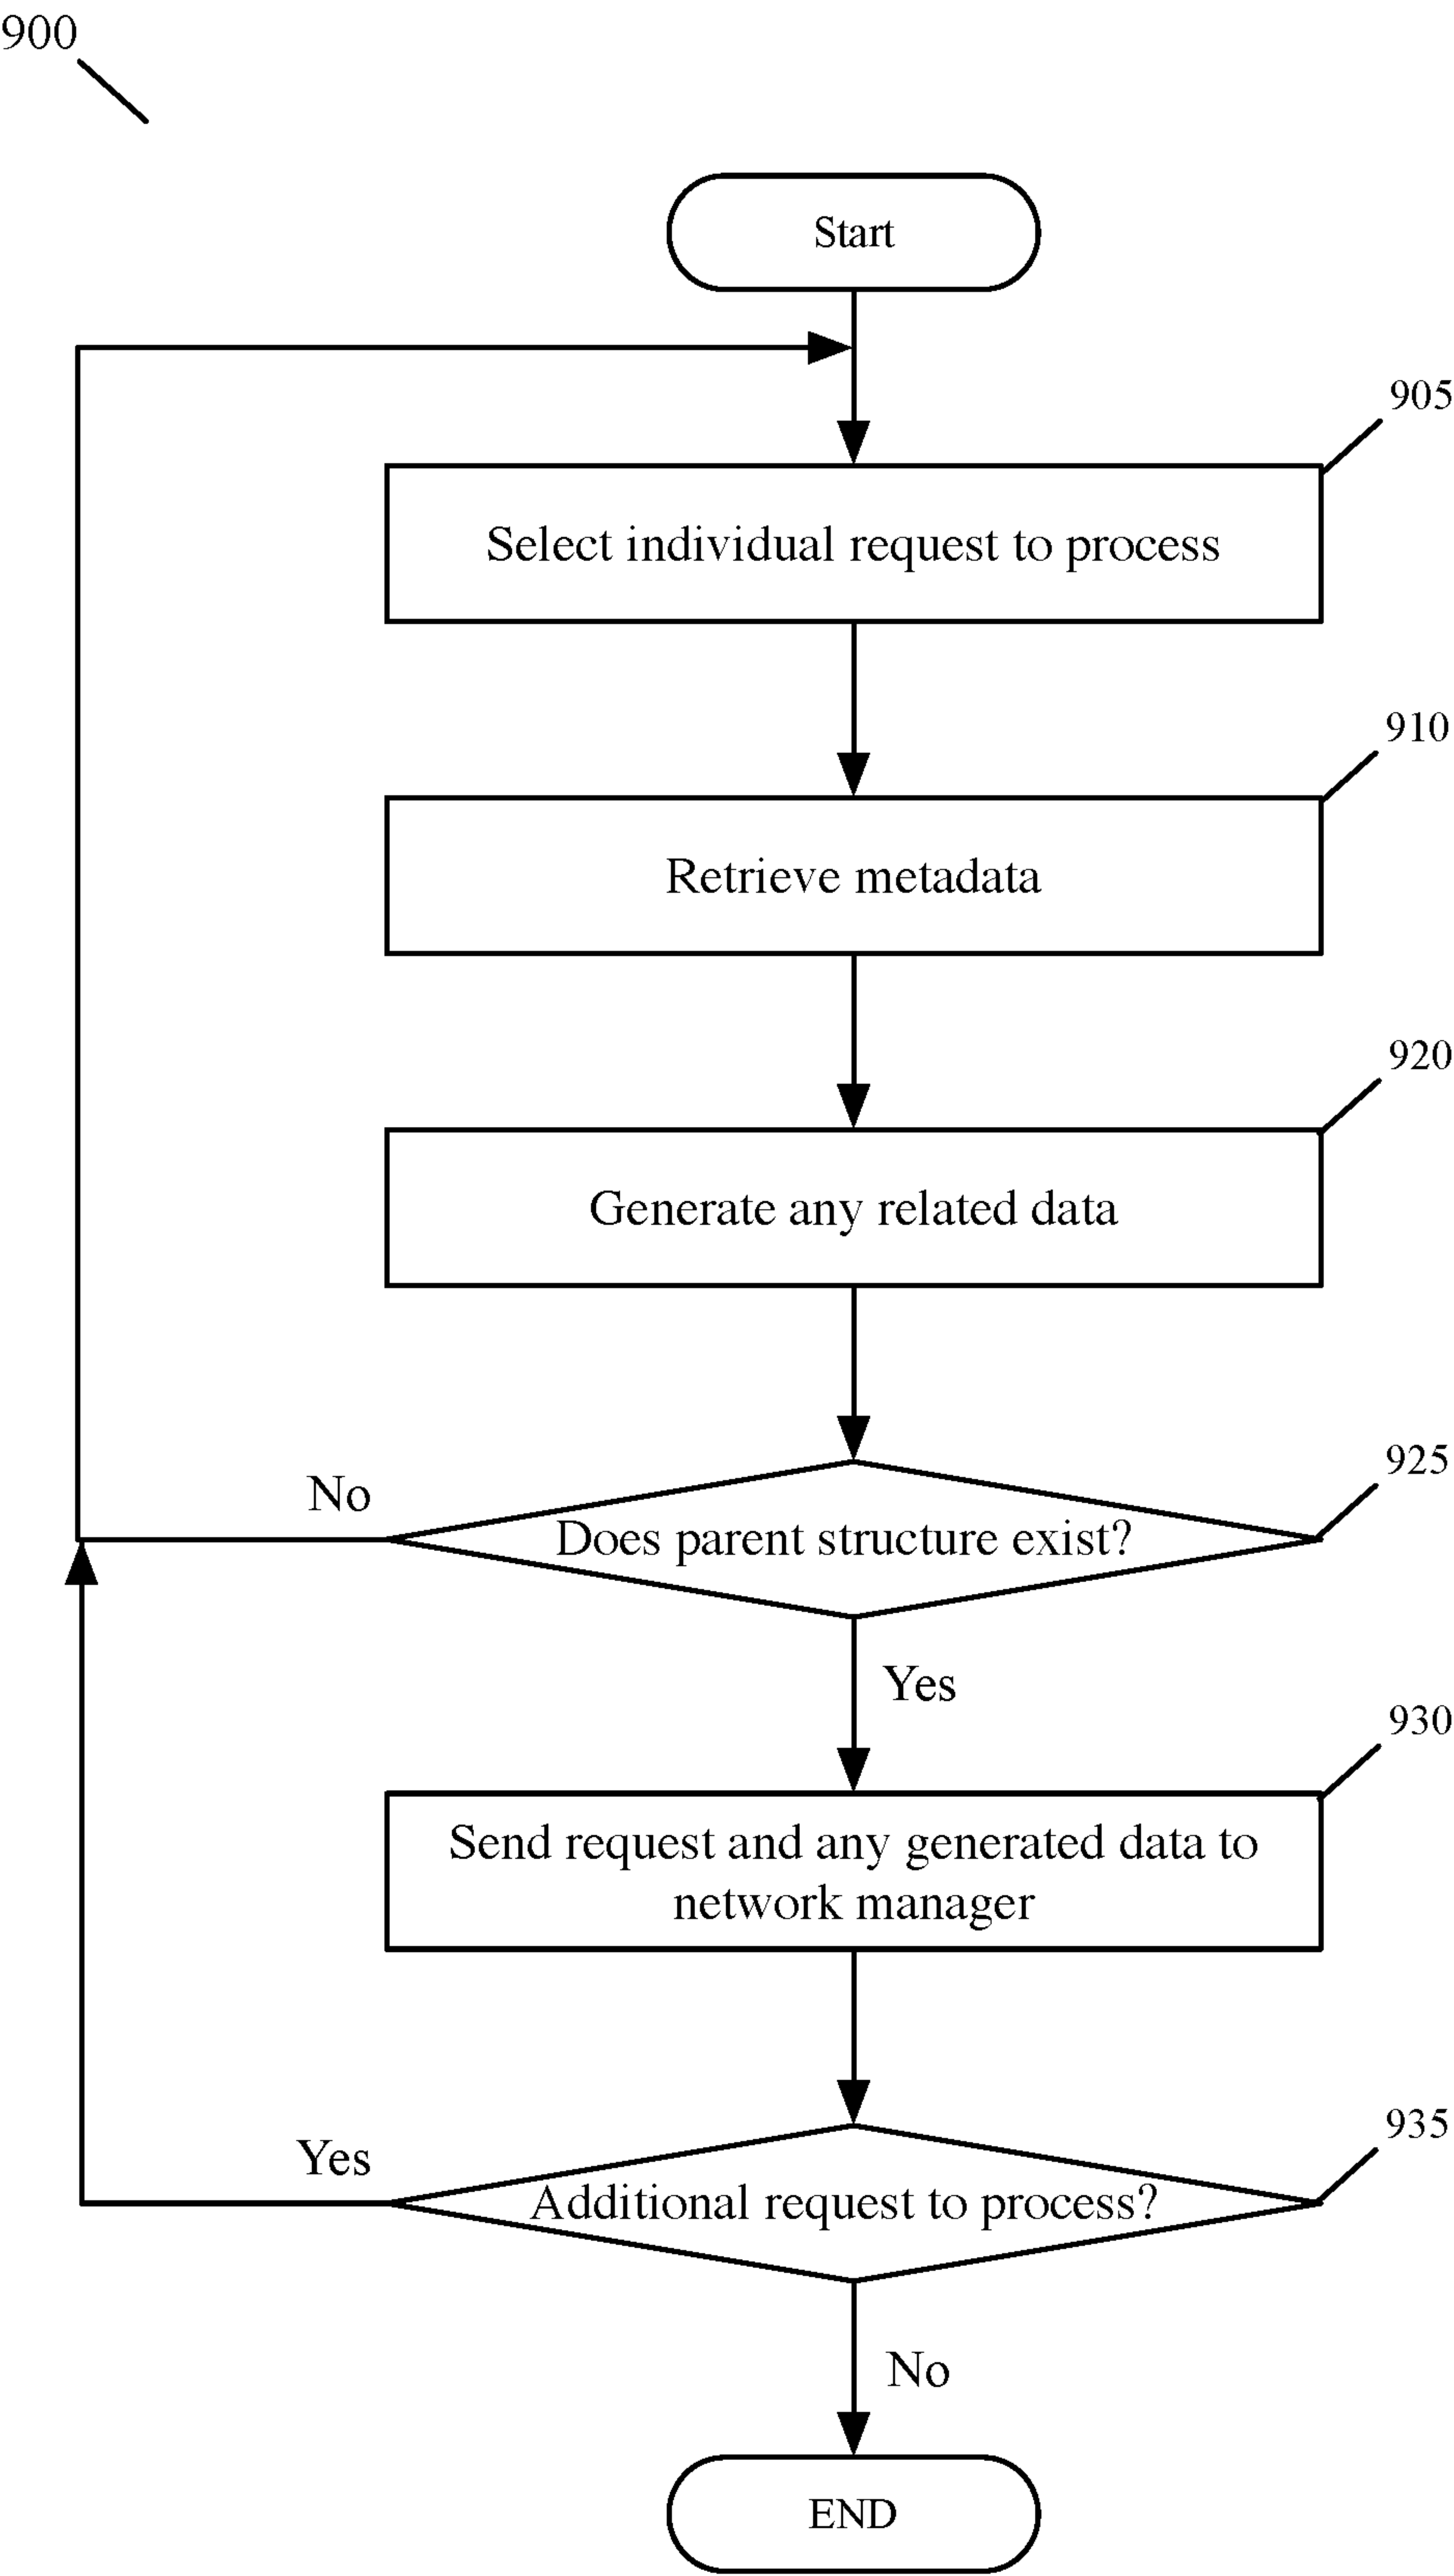 900
Start
905
Select individual request to process
910
Retrieve metadata
920
Generate any related data
925
No
Does parent structure exist?
Yes
930
Send request and any generated data to
network manager
935
Yes
Additional request to process?
No
END